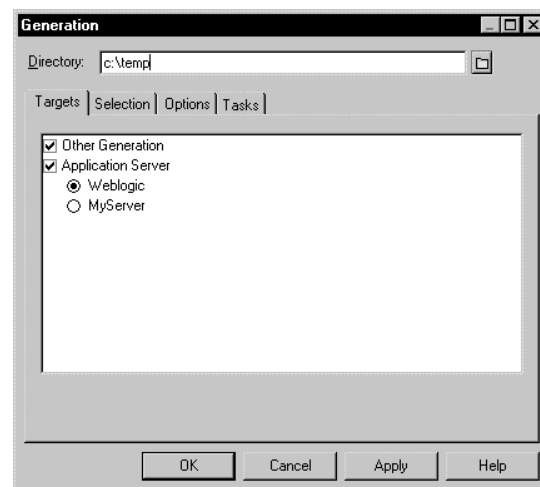 Generation
Directory: c:\temp
Targets Selection Options Tasks
Other Generation
Application Server
Weblogic
MyServer
OK Cancel Apply Help